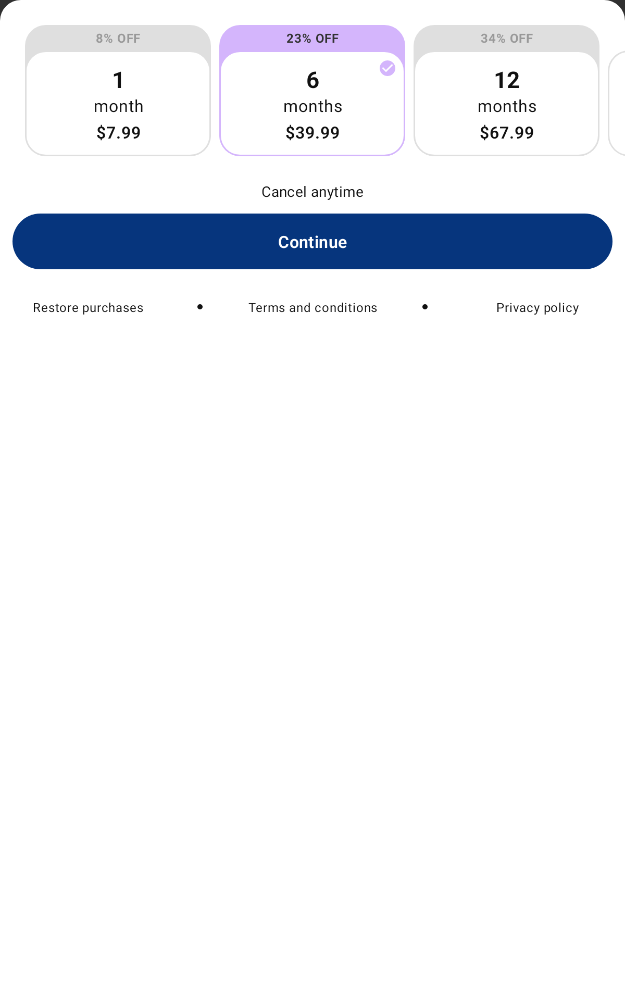 8% OFF
1
month
$7.99
23% OFF
6
months
$39.99
34% OFF
12
months
$67.99
Cancel anytime
Continue
Restore purchases • Terms and conditions • Privacy policy